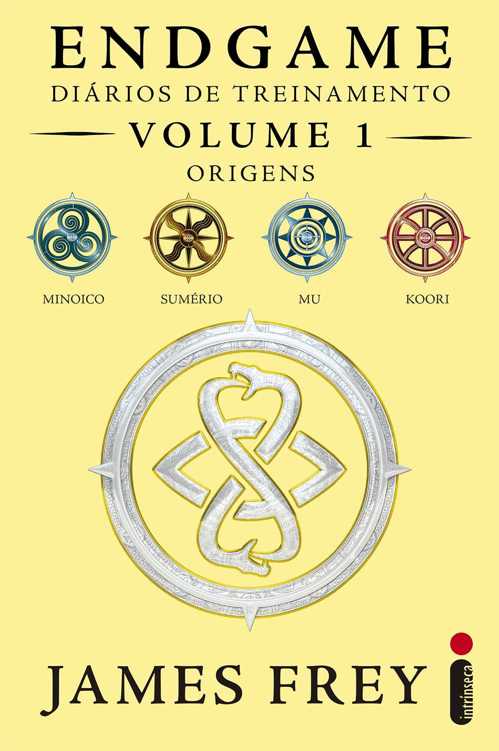 ENDGAME
DIÁRIOS DE TREINAMENTO
VOLUME 1
ORIGENS
MINOICO SUMÉRIO MU KOORI
JAMES FREY
intrínseca